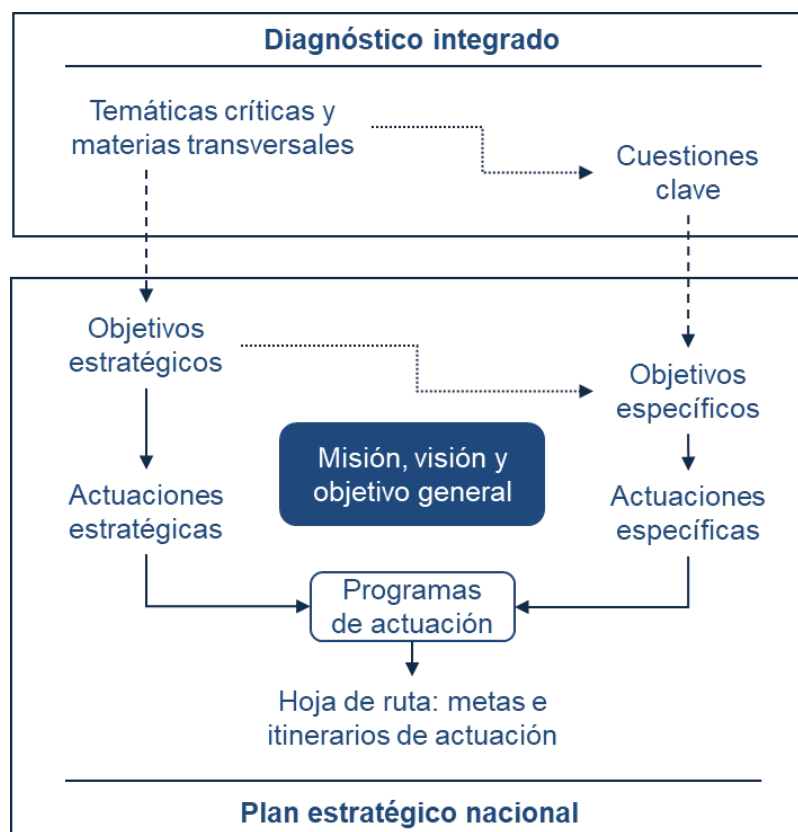 Diagnóstico integrado
Temáticas críticas y
materias transversales
Cuestiones
clave
Objetivos
estratégicos
Objetivos
específicos
Misión, visión y
objetivo general
Actuaciones
estratégicas
Actuaciones
específicas
Programas
de actuación
Hoja de ruta: metas e
itinerarios de actuación
Plan estratégico nacional